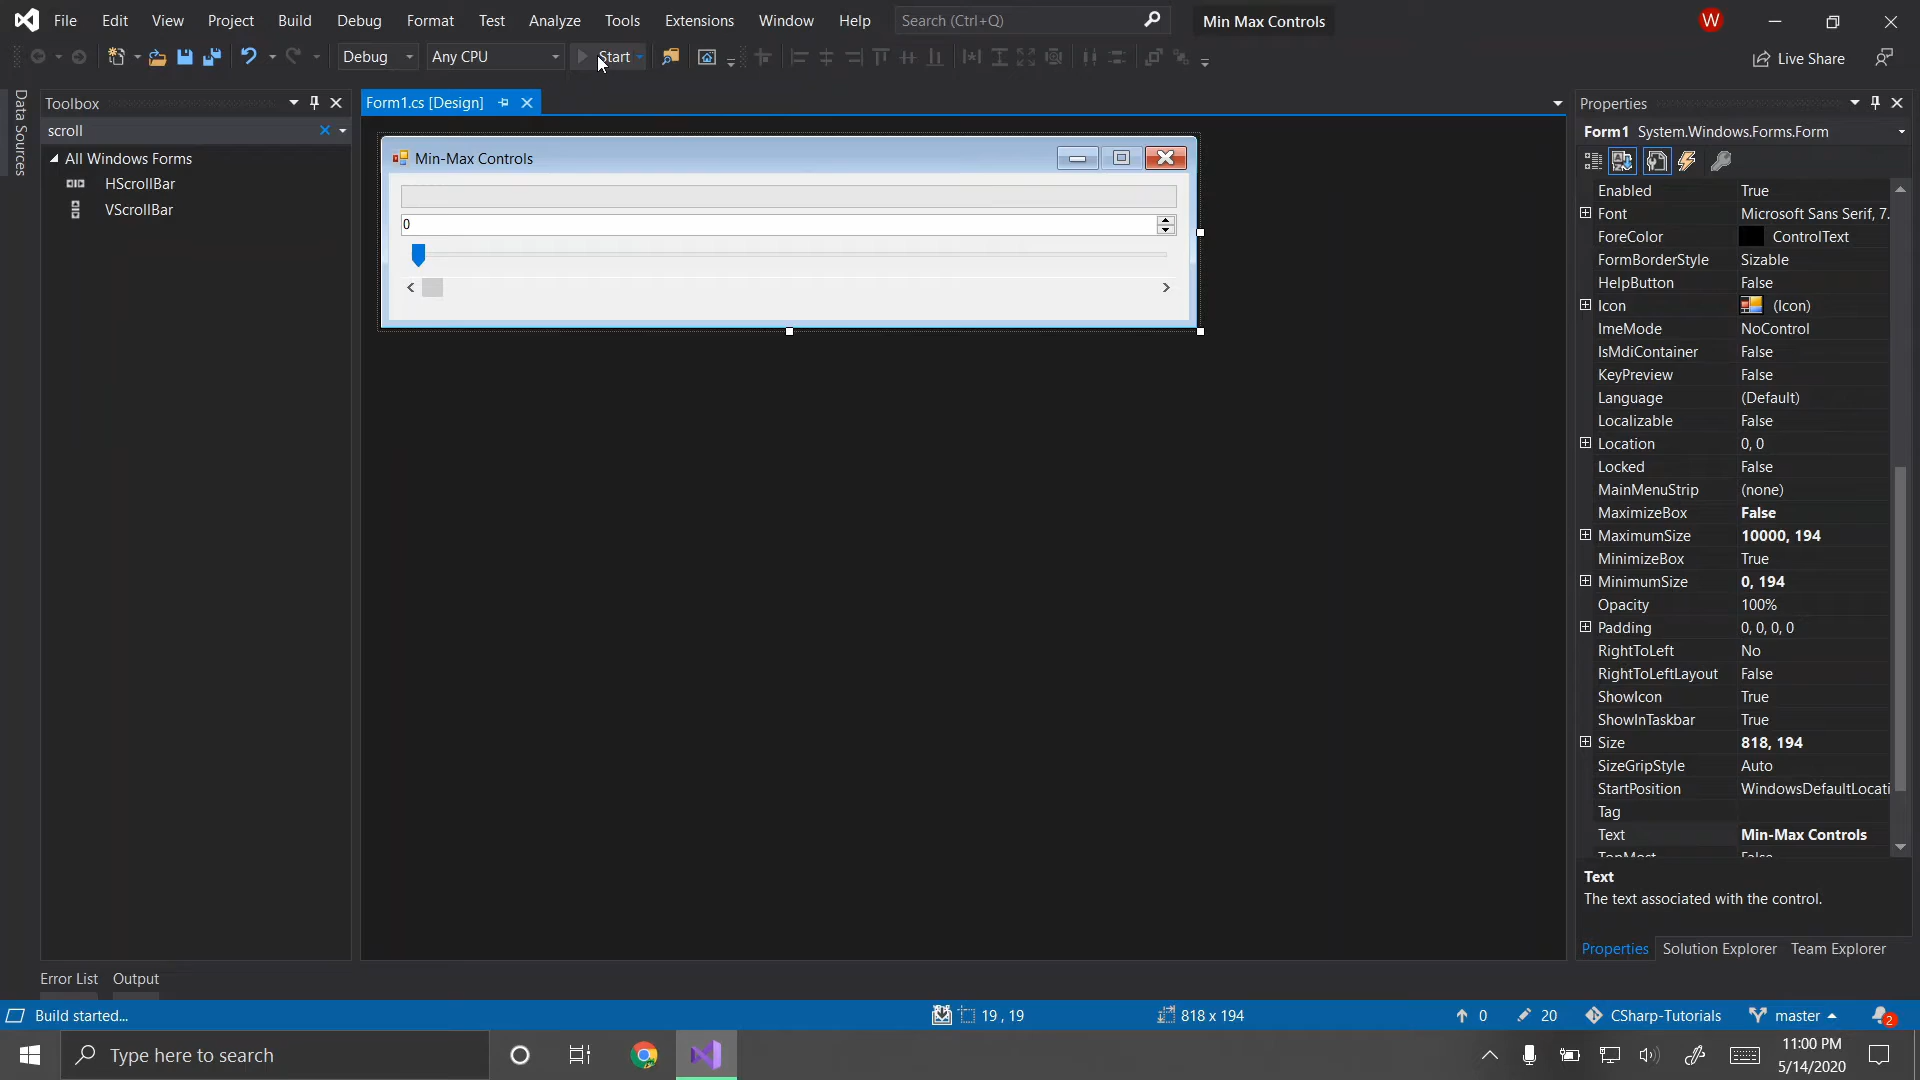 File Edit View Project Build Debug Format Test Analyze Tools Extensions Window Help Search (Ctrl+Q) Min Max Controls W
Debug Any CPU Start Live Share
Data Sources
Toolbox
scroll
All Windows Forms
HScrollBar
VScrollBar
Form1.cs [Design]
Min-Max Controls
0
Properties
Form1 System.Windows.Forms.Form
Enabled True
Font Microsoft Sans Serif, 7.
ForeColor ControlText
FormBorderStyle Sizable
HelpButton False
Icon (Icon)
ImeMode NoControl
IsMdiContainer False
KeyPreview False
Language (Default)
Localizable False
Location 0, 0
Locked False
MainMenuStrip (none)
MaximizeBox False
MaximumSize 10000, 194
MinimizeBox True
MinimumSize 0, 194
Opacity 100%
Padding 0, 0, 0, 0
RightToLeft No
RightToLeftLayout False
ShowIcon True
ShowInTaskbar True
Size 818, 194
SizeGripStyle Auto
StartPosition WindowsDefaultLocati
Tag
Text Min-Max Controls
TopMost False
Text
The text associated with the control.
Properties Solution Explorer Team Explorer
Error List Output
Build started... 19 , 19 818 x 194 0 20 CSharp-Tutorials master 2
Type here to search
11:00 PM
5/14/2020